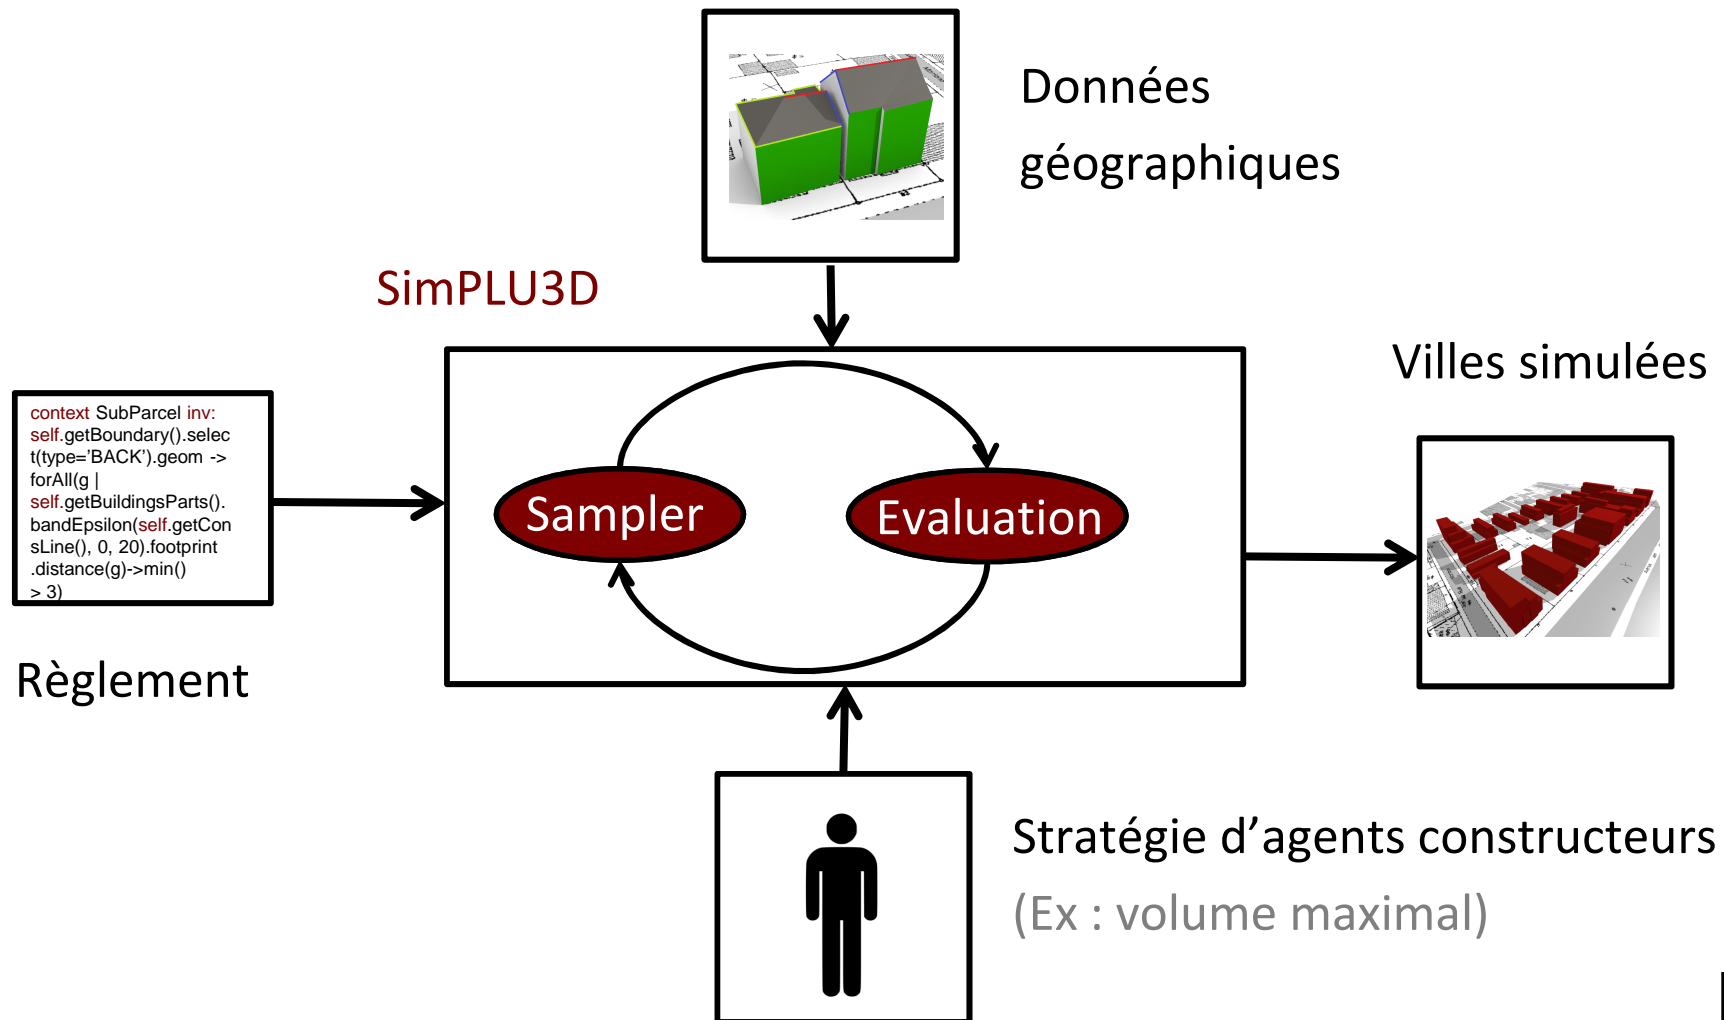 Données
géographiques
SimPLU3D
Villes simulées
context SubParcel inv:
self.getBoundary().selec
t(type=’BACK’).geom ->
forAll(g |
self.getBuildingsParts().
bandEpsilon(self.getCon
sLine(), 0, 20).footprint
.distance(g)->min()
> 3)
Sampler
Evaluation
Règlement
Stratégie d’agents constructeurs
(Ex : volume maximal)